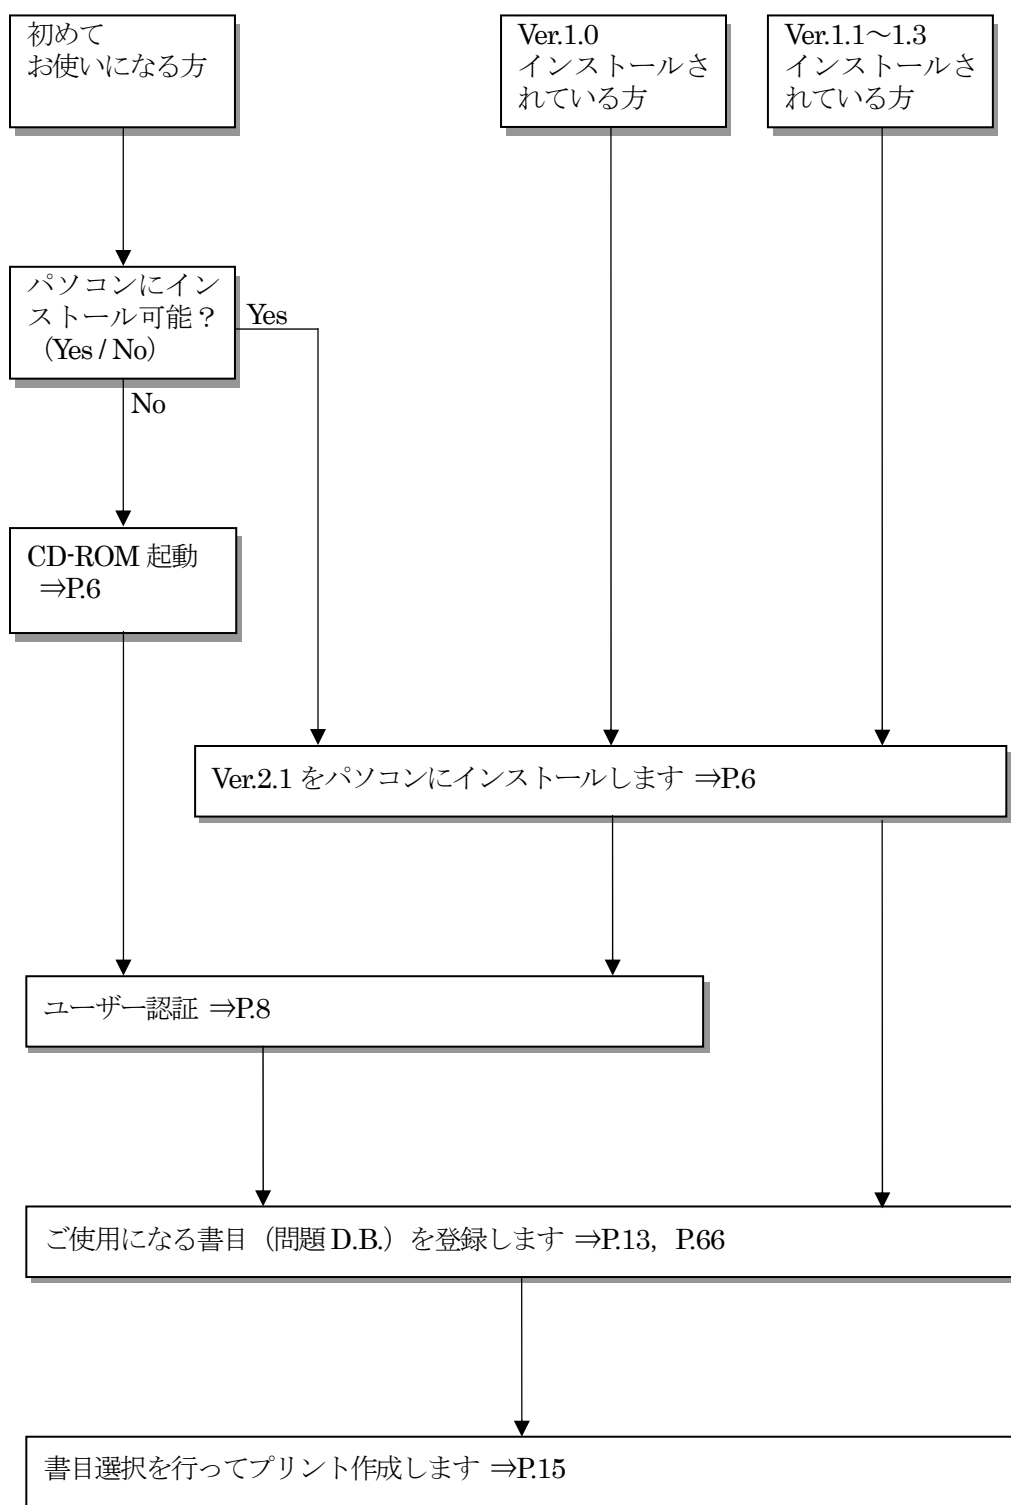 初めて
お使いになる方
Ver.1.0
インストールさ
れている方
Ver.1.1～1.3
インストールさ
れている方
パソコンにイン
ストール可能？
（Yes / No）
Yes
No
CD-ROM 起動
⇒P.6
Ver.2.1 をパソコンにインストールします ⇒P.6
ユーザー認証 ⇒P.8
ご使用になる書目（問題 D.B.）を登録します ⇒P.13，P.66
書目選択を行ってプリント作成します ⇒P.15